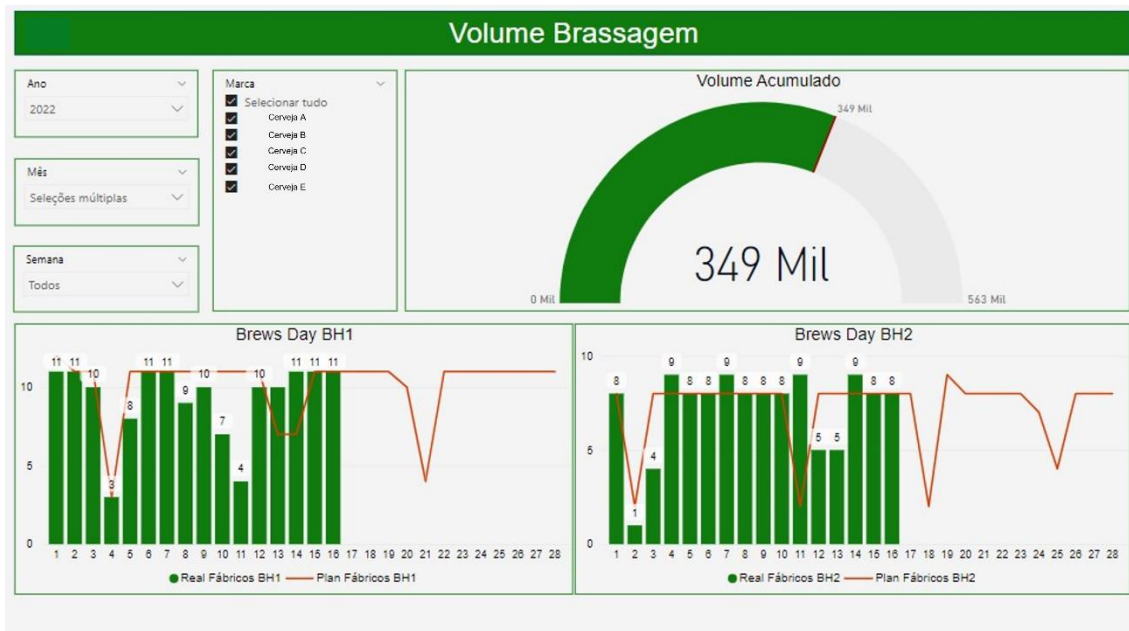 Volume Brassagem
Ano
2022
Mês
Seleções múltiplas
Semana
Todos
Marca
Selecionar tudo
Cerveja A
Cerveja B
Cerveja C
Cerveja D
Cerveja E
Volume Acumulado
349 Mil
349 Mil
0 Mil
563 Mil
Brews Day BH1
11 11 10 3 8 11 11 9 10 7 4 10 10 11 11 11
10
5
0
1 2 3 4 5 6 7 8 9 10 11 12 13 14 15 16 17 18 19 20 21 22 23 24 25 26 27 28
Real Fábricos BH1 Plan Fábricos BH1
Brews Day BH2
8 1 4 9 8 8 9 8 8 8 9 5 5 9 8 8
10
5
0
1 2 3 4 5 6 7 8 9 10 11 12 13 14 15 16 17 18 19 20 21 22 23 24 25 26 27 28
Real Fábricos BH2 Plan Fábricos BH2